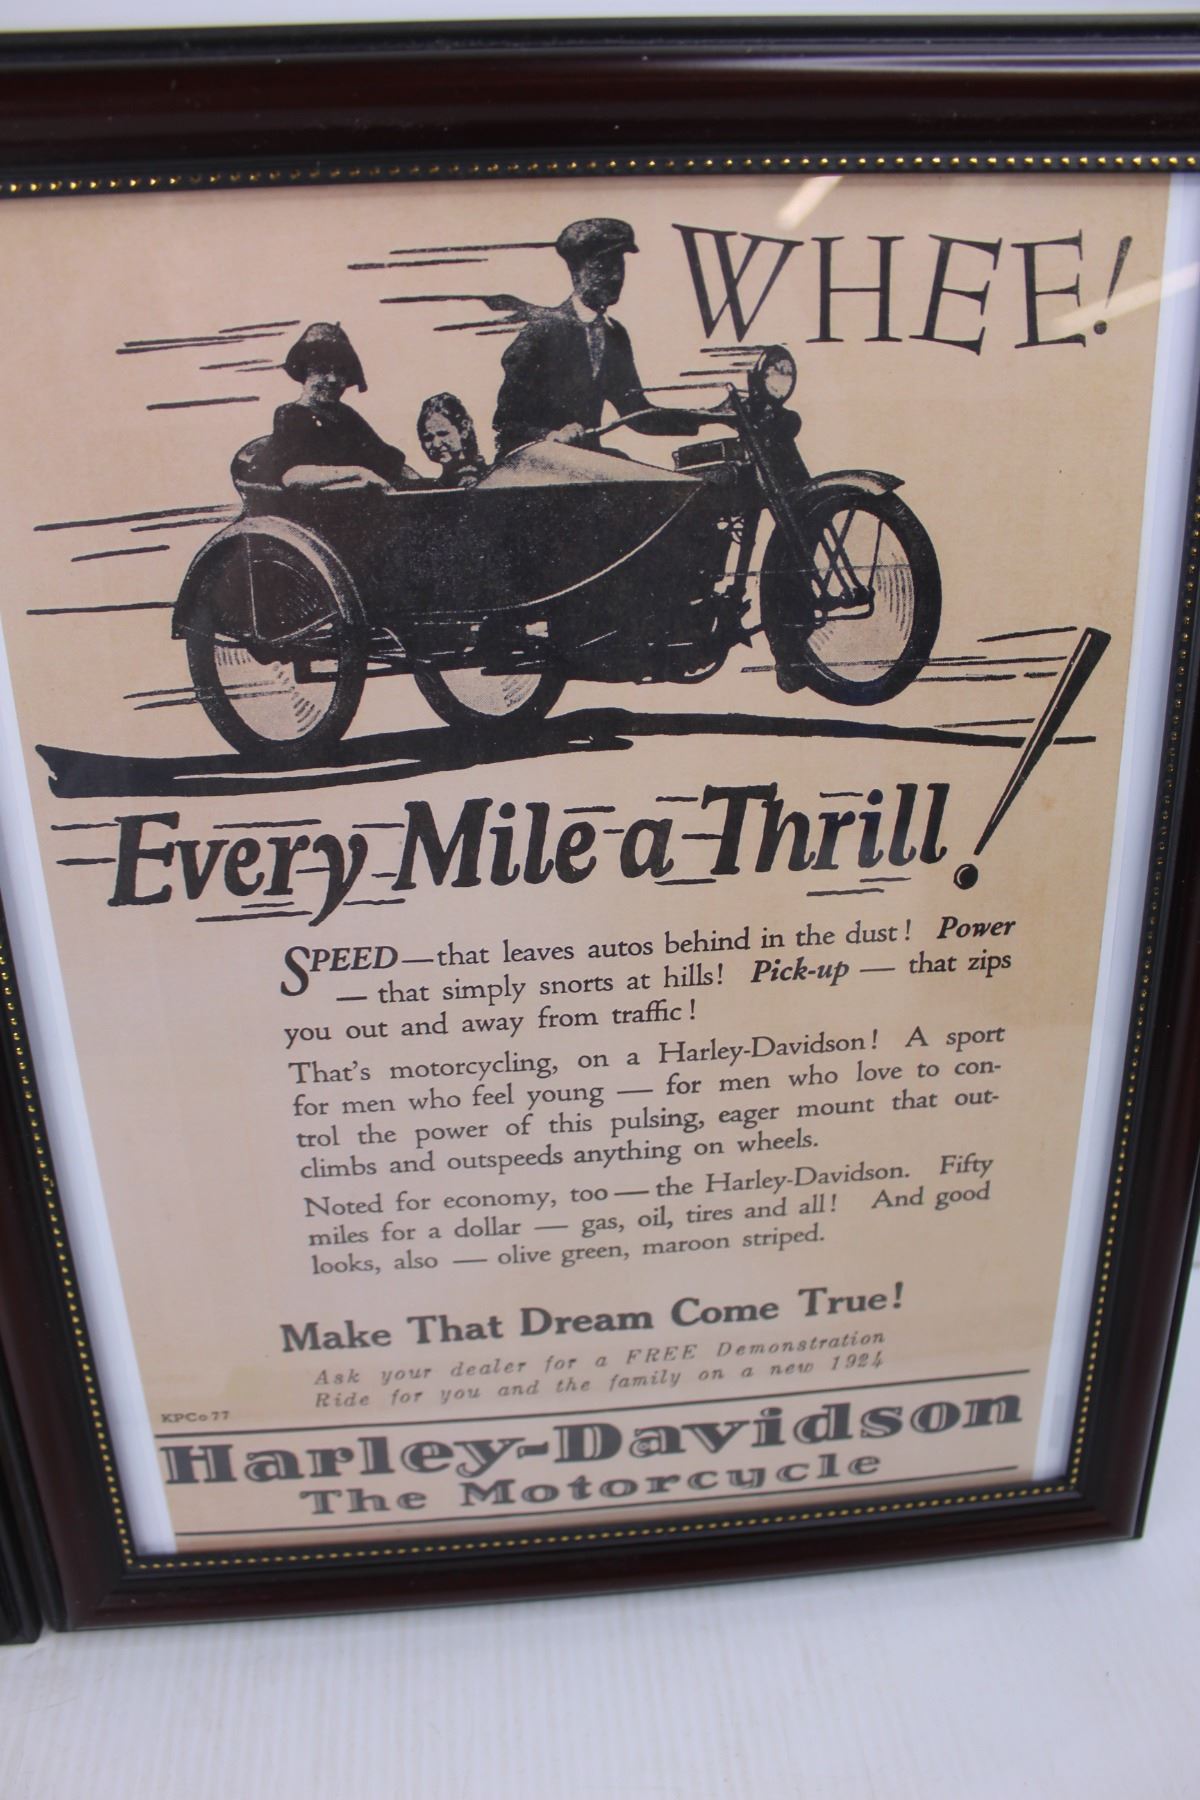 WHEE!
Every Mile a Thrill!
SPEED—that leaves autos behind in the dust! Power
— that simply snorts at hills! Pick-up — that zips
you out and away from traffic!
That's motorcycling, on a Harley-Davidson! A sport
for men who feel young — for men who love to con-
trol the power of this pulsing, eager mount that out-
climbs and outspeeds anything on wheels.
Noted for economy, too—the Harley-Davidson. Fifty
miles for a dollar — gas, oil, tires and all! And good
looks, also — olive green, maroon striped.
Make That Dream Come True!
Ask your dealer for a FREE Demonstration
Ride for you and the family on a new 1924
KPCo77
Harley-Davidson
The Motorcycle